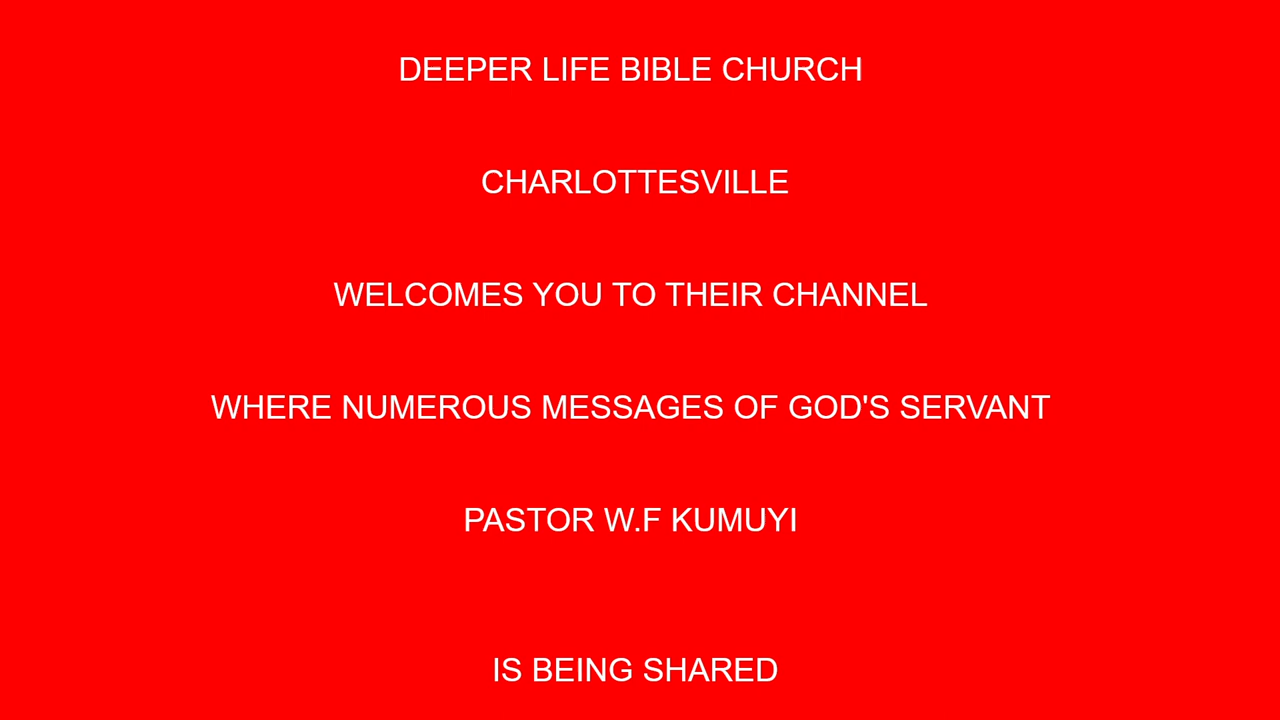 DEEPER LIFE BIBLE CHURCH
CHARLOTTESVILLE
WELCOMES YOU TO THEIR CHANNEL
WHERE NUMEROUS MESSAGES OF GOD'S SERVANT
PASTOR W.F KUMUYI
IS BEING SHARED